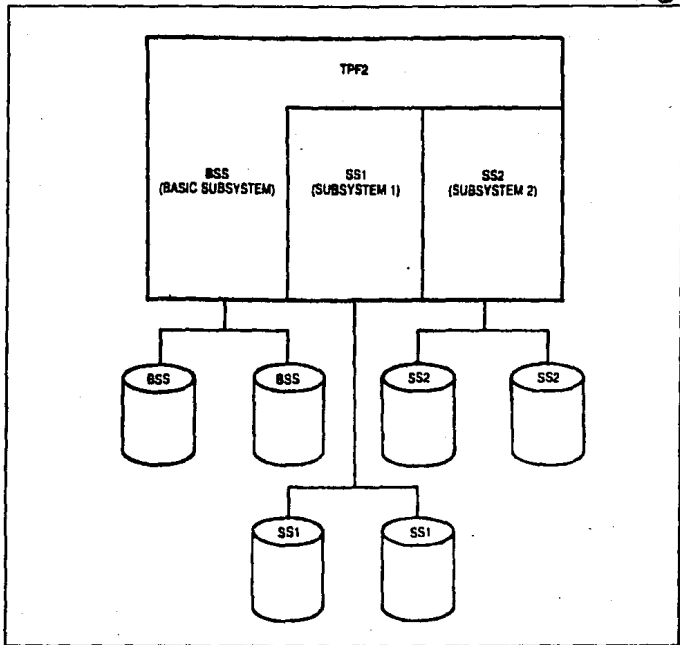 TPF2
BSS
(BASIC SUBSYSTEM)
SS1
(SUBSYSTEM 1)
SS2
(SUBSYSTEM 2)
BSS
BSS
SS2
SS2
SS1
SS1